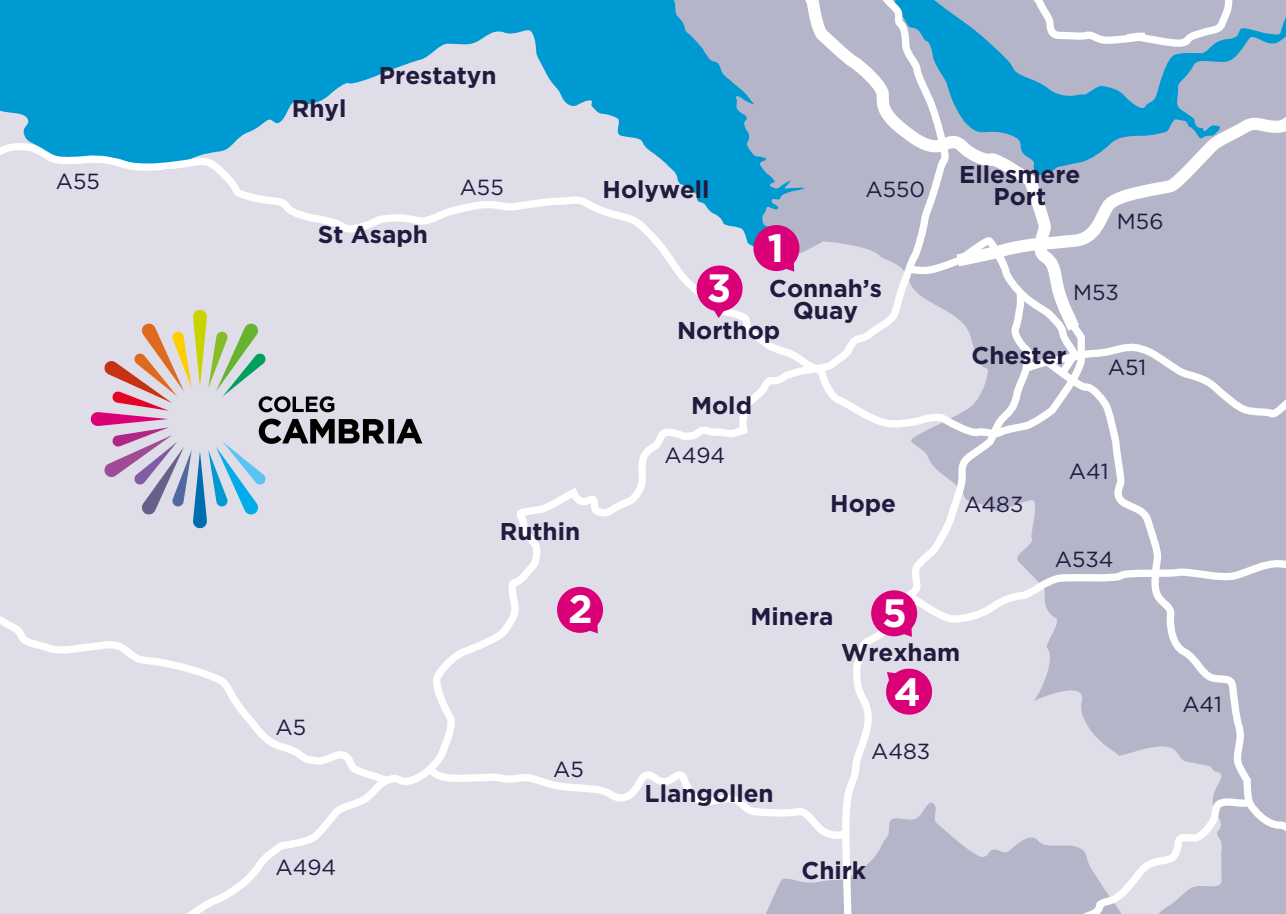 Prestatyn
Rhyl
A55
A55
Holywell
A550
Ellesmere
Port
M56
St Asaph
1
3
Connah's
Quay
M53
Northop
Chester
A51
COLEG
CAMBRIA
Mold
A494
A41
Hope
A483
Ruthin
A534
2
Minera
5
Wrexham
4
A41
A5
A483
A5
Llangollen
A494
Chirk